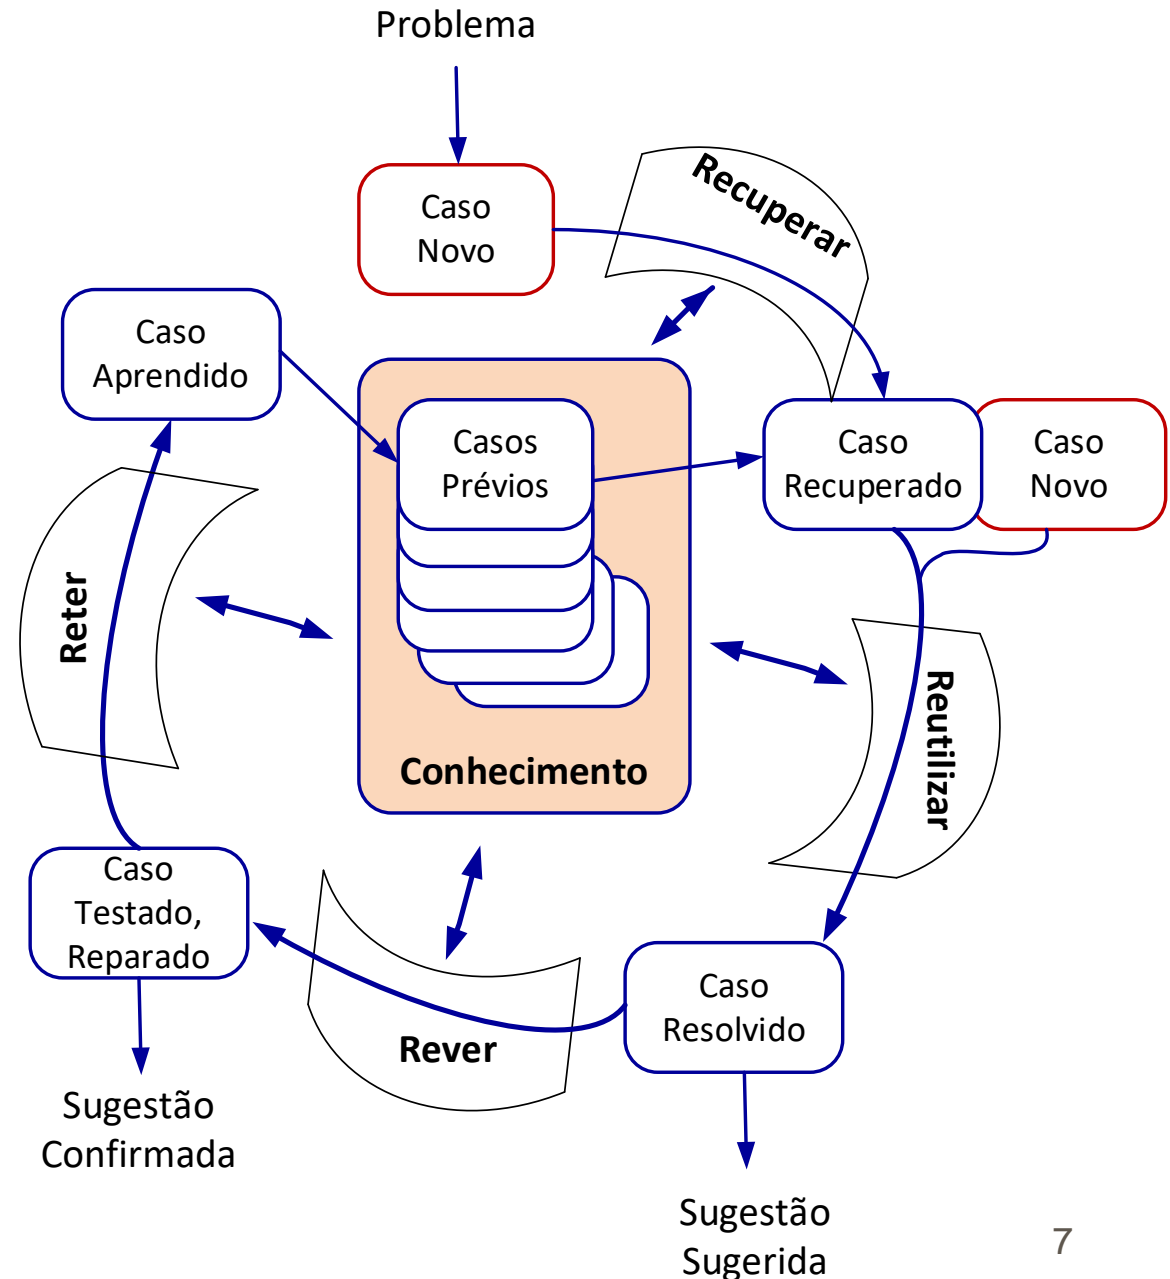 Problema
Caso
Novo
Recuperar
Caso
Aprendido
Casos
Prévios
Caso
Recuperado
Caso
Novo
Reter
Reutilizar
Conhecimento
Caso
Testado,
Reparado
Rever
Caso
Resolvido
Sugestão
Confirmada
Sugestão
Sugerida
7